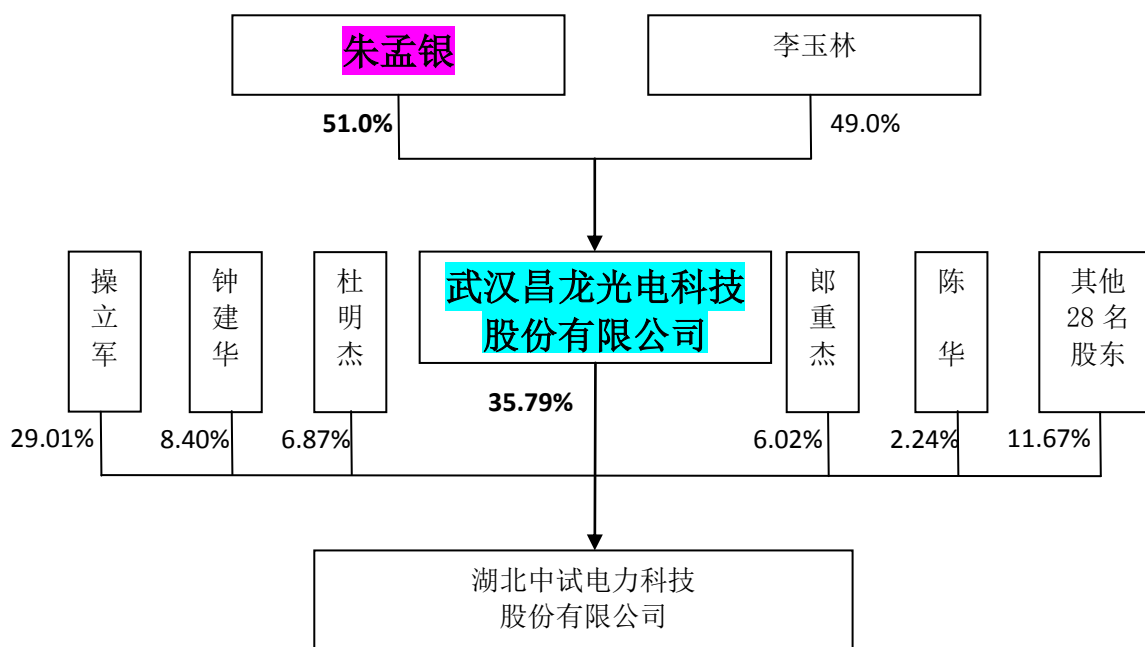 朱孟银
李玉林
51.0%
49.0%
操立军
钟建华
杜明杰
武汉昌龙光电科技
股份有限公司
郎重杰
陈华
其他
28 名
股东
29.01%
8.40%
6.87%
35.79%
6.02%
2.24%
11.67%
湖北中试电力科技
股份有限公司